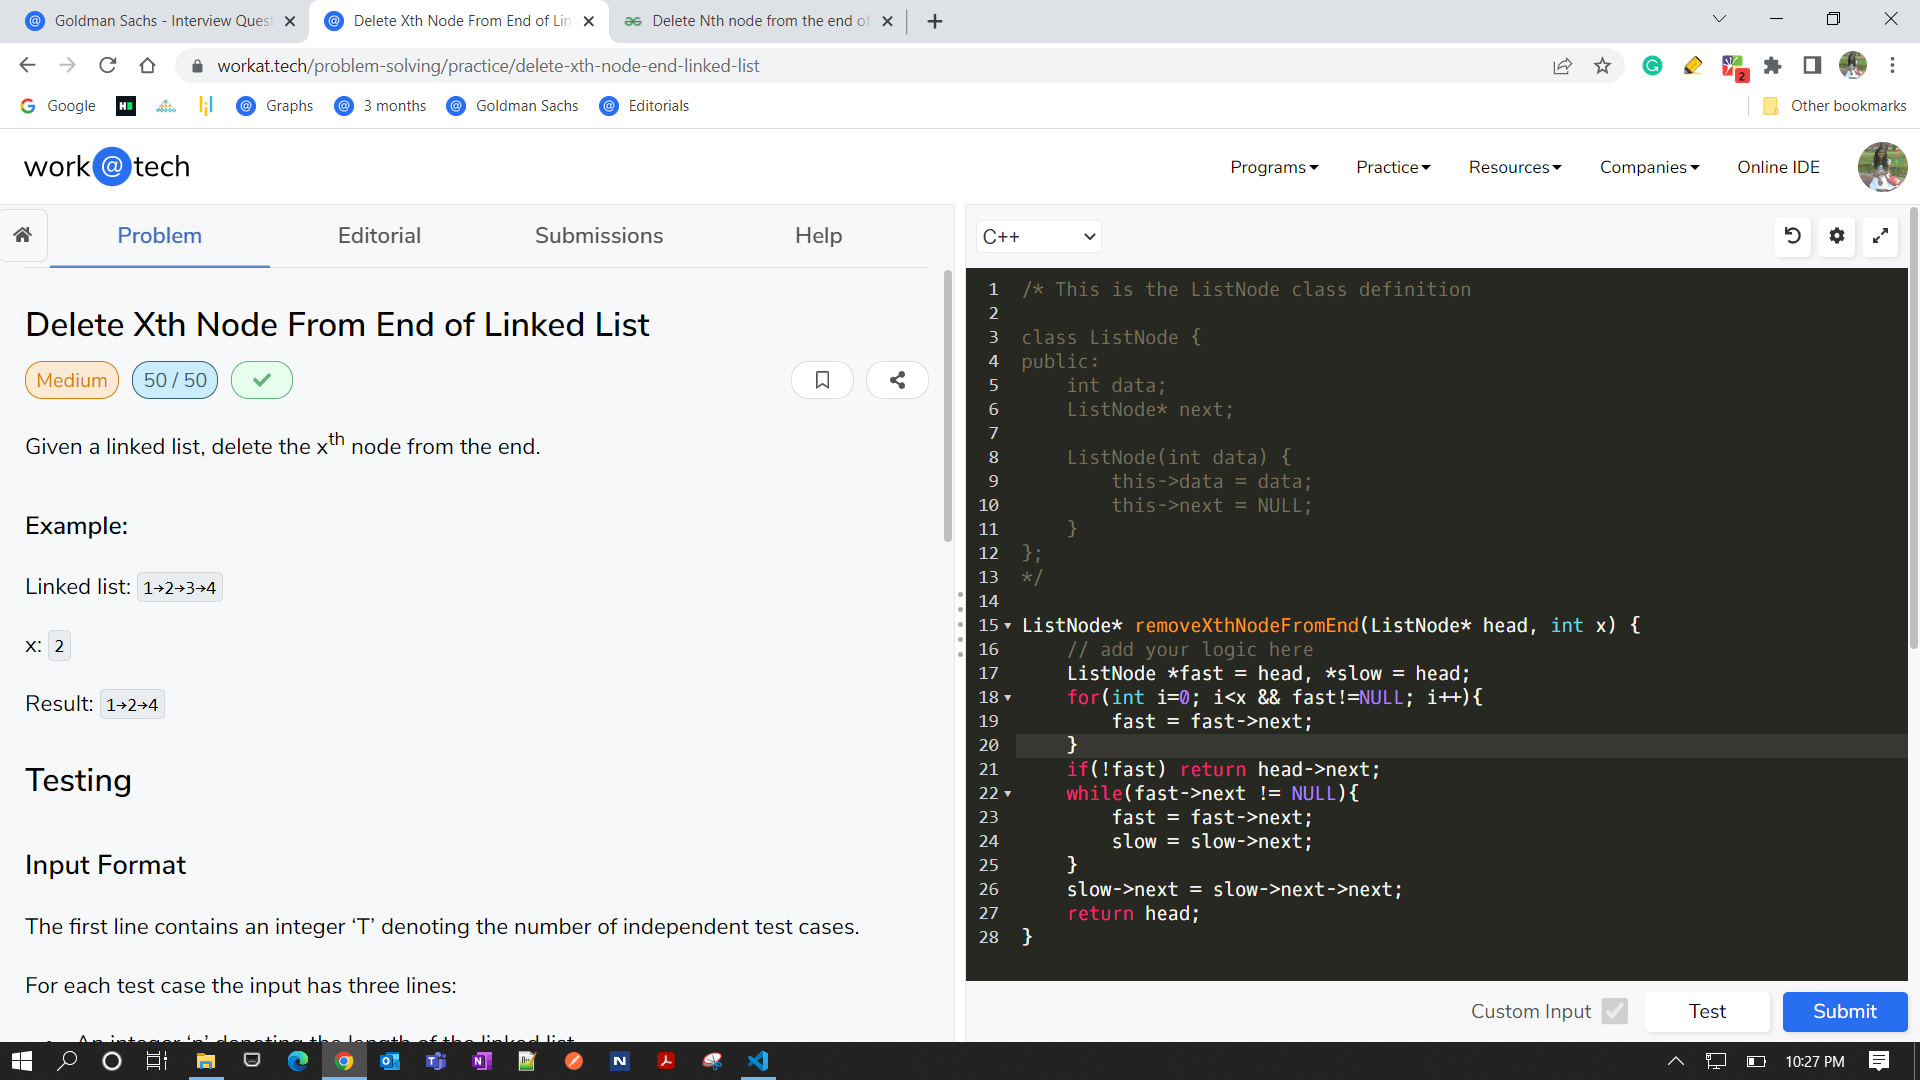 Goldman Sachs - Interview Quest
Delete Xth Node From End of Lin
Delete Nth node from the end of
workat.tech/problem-solving/practice/delete-xth-node-end-linked-list
2
Google
Graphs
3 months
Goldman Sachs
Editorials
Other bookmarks
work@tech
Programs
Practice
Resources
Companies
Online IDE
Problem
Editorial
Submissions
Help
Delete Xth Node From End of Linked List
Medium
50 / 50
Given a linked list, delete the xth node from the end.
Example:
Linked list: 1→2→3→4
x: 2
Result: 1→2→4
Testing
Input Format
The first line contains an integer ‘T’ denoting the number of independent test cases.
For each test case the input has three lines:
• An integer ‘n’ denoting the length of the linked list
C++
1 /* This is the ListNode class definition
2
3 class ListNode {
4 public:
5     int data;
6     ListNode* next;
7
8     ListNode(int data) {
9         this->data = data;
10         this->next = NULL;
11     }
12 };
13 */
14
15 ListNode* removeXthNodeFromEnd(ListNode* head, int x) {
16     // add your logic here
17     ListNode *fast = head, *slow = head;
18     for(int i=0; i<x && fast!=NULL; i++){
19         fast = fast->next;
20     }
21     if(!fast) return head->next;
22     while(fast->next != NULL){
23         fast = fast->next;
24         slow = slow->next;
25     }
26     slow->next = slow->next->next;
27     return head;
28 }
Custom Input
Test
Submit
10:27 PM